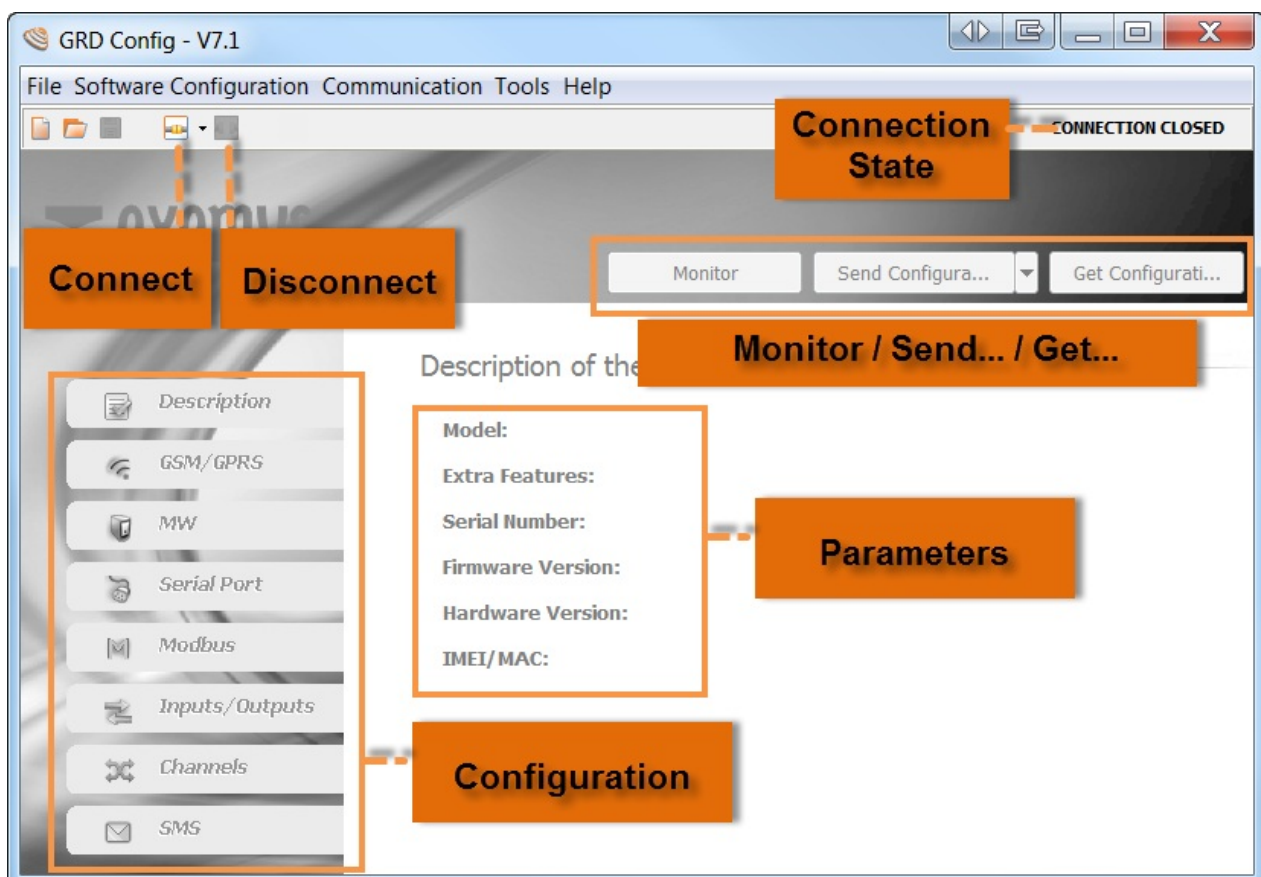 GRD Config - V7.1
File Software Configuration Communication Tools Help
Connection
State
CONNECTION CLOSED
Connect
Disconnect
Monitor
Send Configura...
Get Configurati...
Monitor / Send... / Get...
Description of the
Description
GSM/GPRS
MW
Serial Port
Modbus
Inputs/Outputs
Channels
SMS
Model:
Extra Features:
Serial Number:
Firmware Version:
Hardware Version:
IMEI/MAC:
Parameters
Configuration